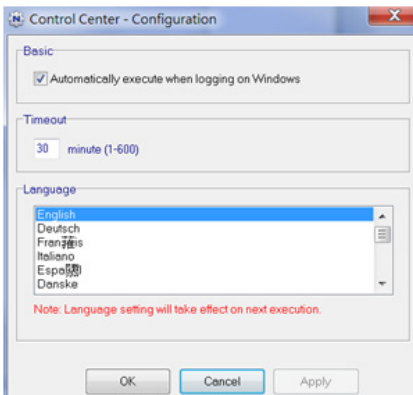 Control Center - Configuration
Basic
Automatically execute when logging on Windows
Timeout
30 minute (1-600)
Language
English
Deutsch
Italiano
Danske
Note: Language setting will take effect on next execution.
OK Cancel Apply